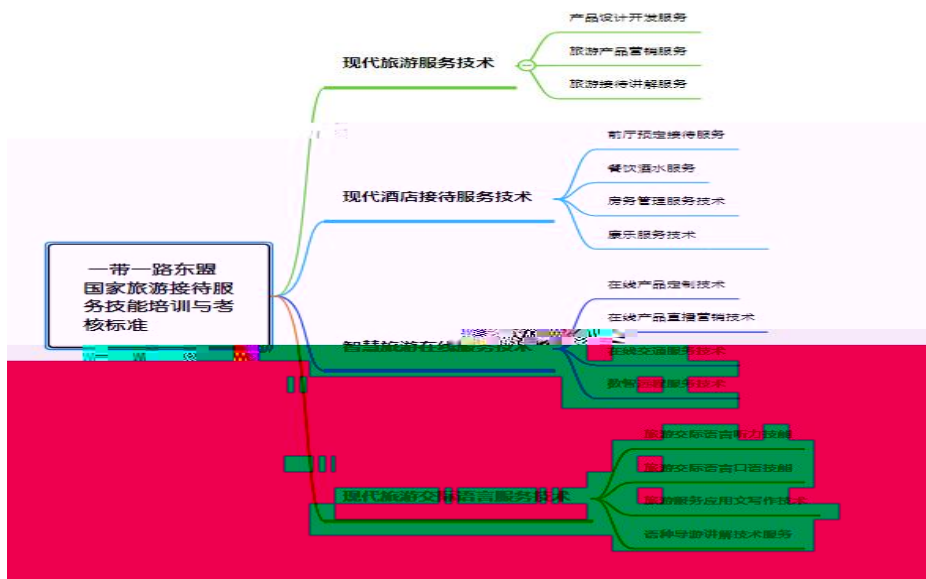 产品设计开发服务
现代旅游服务技术
旅游产品营销服务
旅游接待讲解服务
前厅预定接待服务
餐饮酒水服务
现代酒店接待服务技术
房务管理服务技术
康乐服务技术
一带一路东盟
国家旅游接待服
务技能培训与考
核标准
在线产品定制技术
在线产品直播营销技术
智慧旅游在线服务技术
在线交通服务技术
服务技术
旅游交际语言听力技能
旅游交际语言口语技能
现代旅游交际语言服务技术
旅游服务应用文写作技术
语种导游讲解技术服务